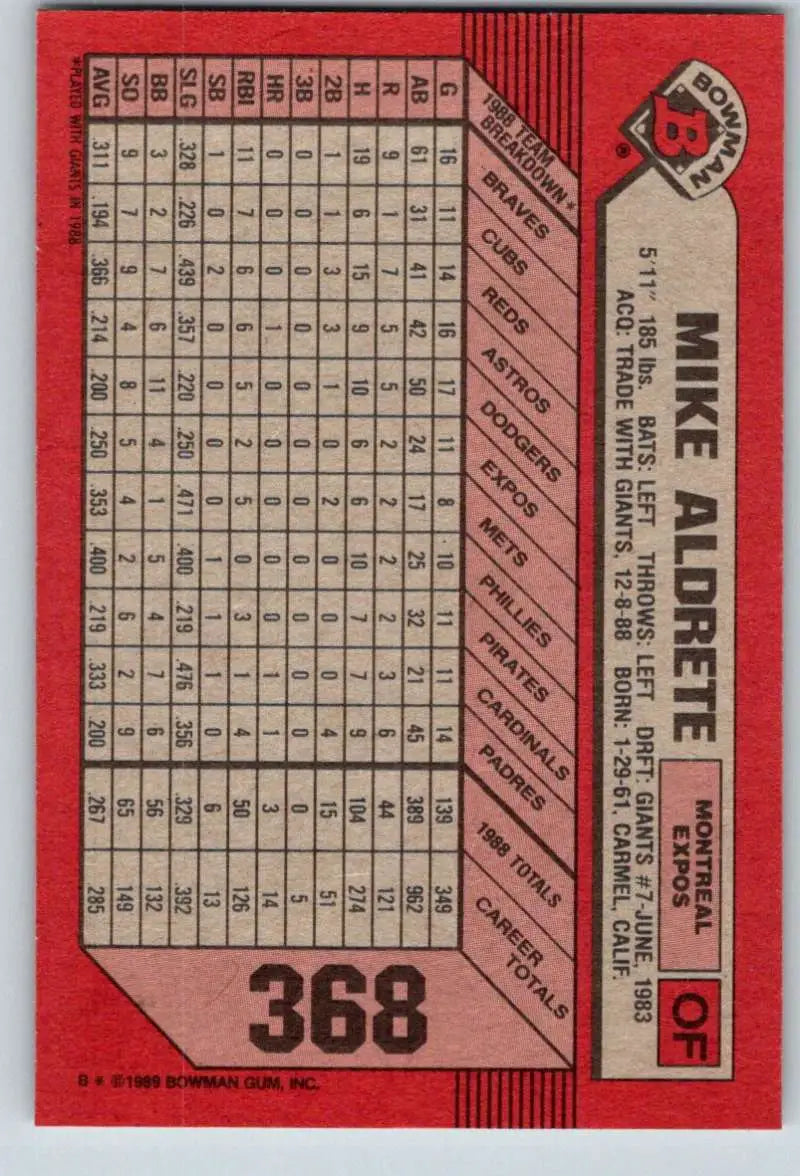 BOWMAN
B
®
MIKE ALDRETE
MONTREAL
EXPOS
OF
5'11" 185 lbs. BATS: LEFT THROWS: LEFT DRFT: GIANTS #7-JUNE, 1983
ACQ: TRADE WITH GIANTS, 12-8-88 BORN: 1-29-61, CARMEL, CALIF.
1988 TEAM
BREAKDOWN*
BRAVES
CUBS
REDS
ASTROS
DODGERS
EXPOS
METS
PHILLIES
PIRATES
CARDINALS
PADRES
1988 TOTALS
CAREER
TOTALS
G 16 11 14 16 17 11 8 10 11 11 14 139 349
AB 61 31 41 42 50 24 17 25 32 21 45 389 962
R 9 1 7 5 5 2 2 2 2 3 6 44 121
H 19 6 15 9 10 6 6 10 7 7 9 104 274
2B 1 1 3 3 1 0 2 0 0 0 4 15 51
3B 0 0 0 0 0 0 0 0 0 0 0 0 5
HR 0 0 0 1 0 0 0 0 0 1 1 3 14
RBI 11 7 6 6 5 2 5 0 3 1 4 50 126
SB 1 0 2 0 0 0 0 1 1 1 0 6 13
SLG .328 .226 .439 .357 .220 .250 .471 .400 .219 .476 .356 .329 .392
BB 3 2 7 6 11 4 1 5 4 7 6 56 132
SO 9 7 9 4 8 5 4 2 6 2 9 65 149
AVG .311 .194 .366 .214 .200 .250 .353 .400 .219 .333 .200 .267 .285
*PLAYED WITH GIANTS IN 1988
368
B * ©1989 BOWMAN GUM, INC.